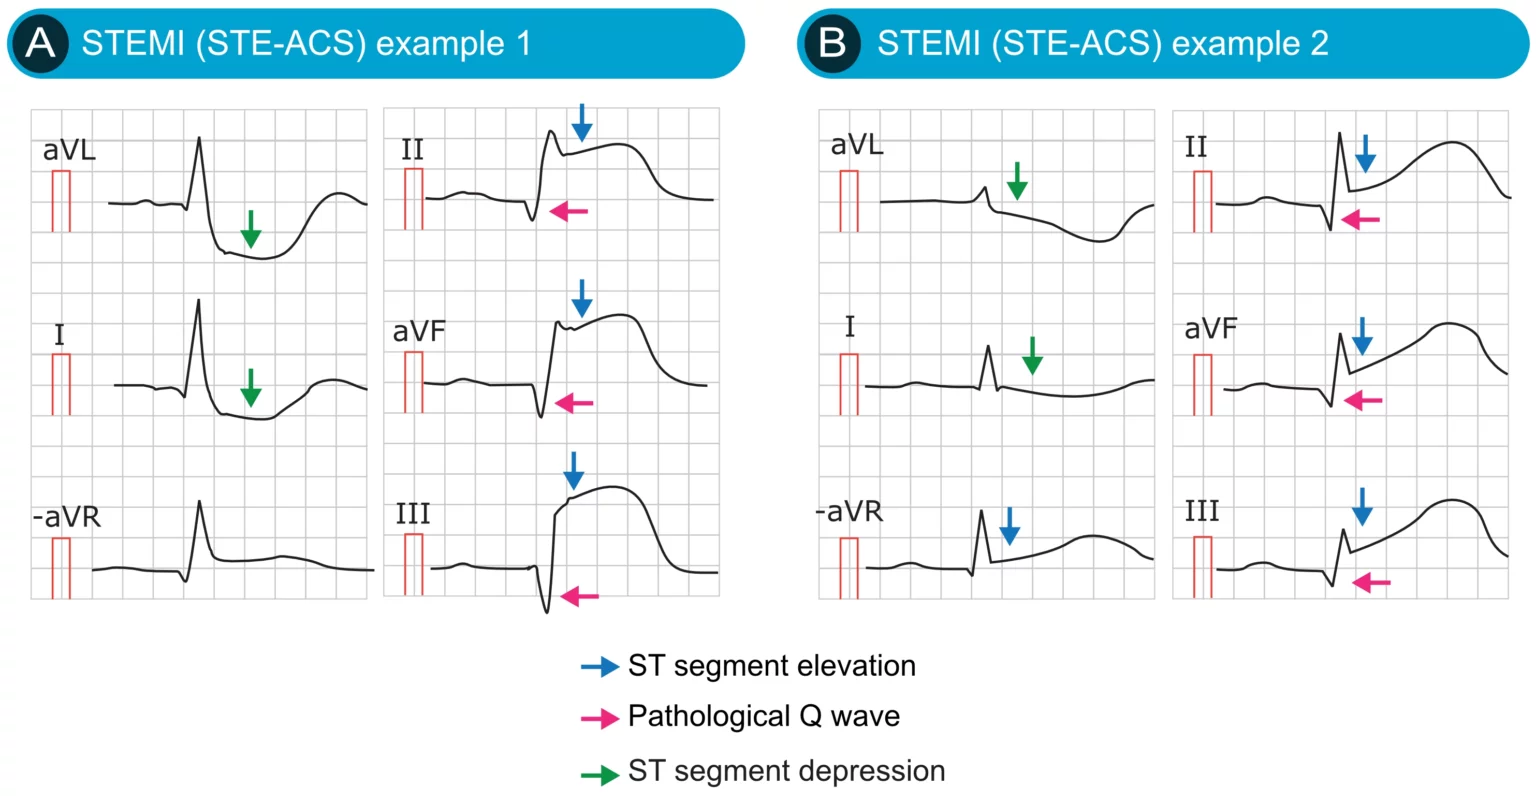 A STEMI (STE-ACS) example 1
aVL
I
-aVR
II
aVF
III
B STEMI (STE-ACS) example 2
aVL
I
-aVR
II
aVF
III
ST segment elevation
Pathological Q wave
ST segment depression